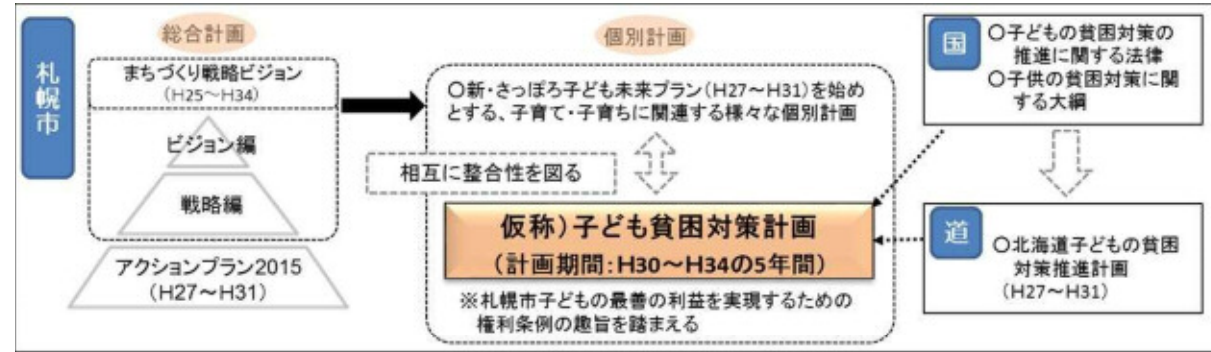 札幌市
総合計画
まちづくり戦略ビジョン
（H25～H34）
ビジョン編
戦略編
アクションプラン2015
（H27～H31）
個別計画
○新・さっぽろ子ども未来プラン（H27～H31）を始め
とする、子育て・子育ちに関連する様々な個別計画
相互に整合性を図る
仮称）子ども貧困対策計画
（計画期間：H30～H34の5年間）
※札幌市子どもの最善の利益を実現するための
権利条例の趣旨を踏まえる
国
○子どもの貧困対策の
推進に関する法律
○子供の貧困対策に関
する大綱
道
○北海道子どもの貧困
対策推進計画
（H27～H31）